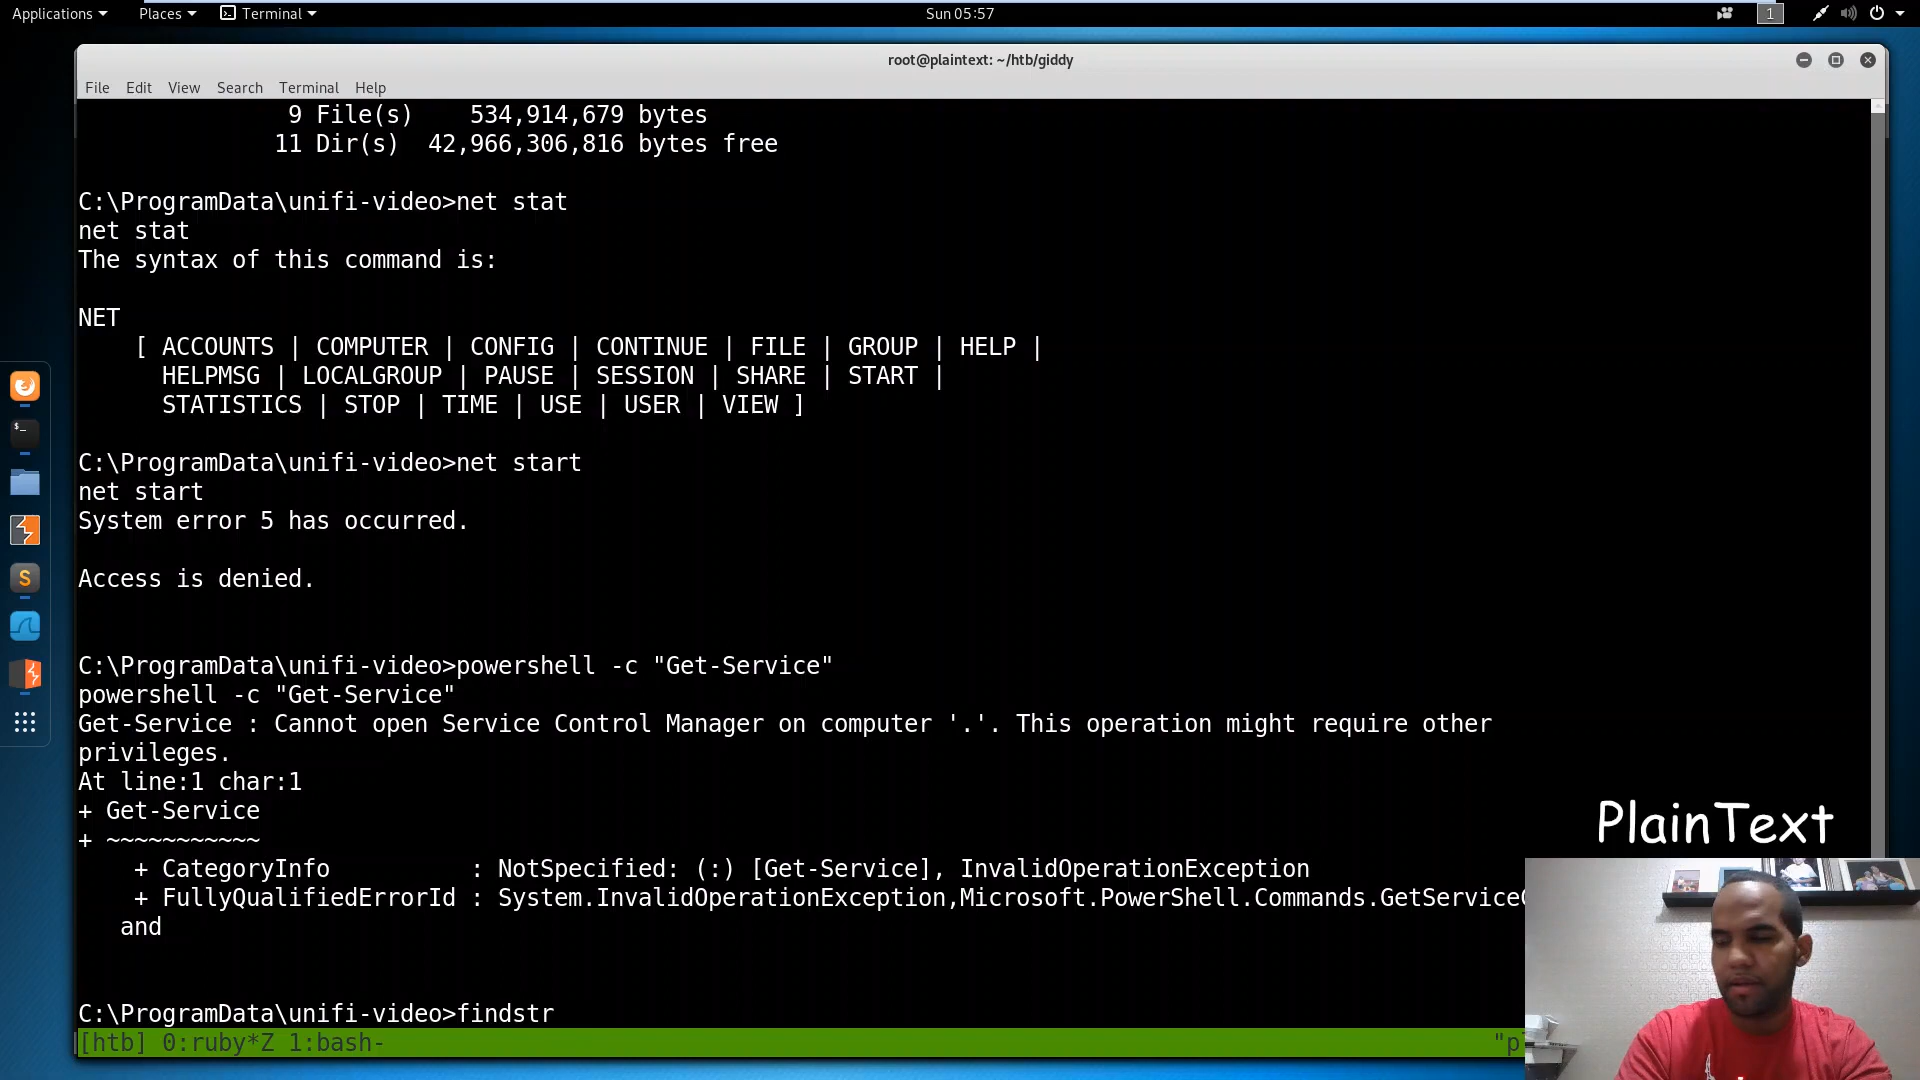 Applications Places Terminal Sun 05:57 1
root@plaintext: ~/htb/giddy
File Edit View Search Terminal Help
9 File(s) 534,914,679 bytes
11 Dir(s) 42,966,306,816 bytes free
C:\ProgramData\unifi-video>net stat
net stat
The syntax of this command is:
NET
[ ACCOUNTS | COMPUTER | CONFIG | CONTINUE | FILE | GROUP | HELP |
HELPMSG | LOCALGROUP | PAUSE | SESSION | SHARE | START |
STATISTICS | STOP | TIME | USE | USER | VIEW ]
C:\ProgramData\unifi-video>net start
net start
System error 5 has occurred.
Access is denied.
C:\ProgramData\unifi-video>powershell -c "Get-Service"
powershell -c "Get-Service"
Get-Service : Cannot open Service Control Manager on computer '.'. This operation might require other
privileges.
At line:1 char:1
+ Get-Service
+ ~~~~~~~~~~~
+ CategoryInfo : NotSpecified: (:) [Get-Service], InvalidOperationException
+ FullyQualifiedErrorId : System.InvalidOperationException,Microsoft.PowerShell.Commands.GetService
and
C:\ProgramData\unifi-video>findstr
[htb] 0:ruby*Z 1:bash- "p
PlainText